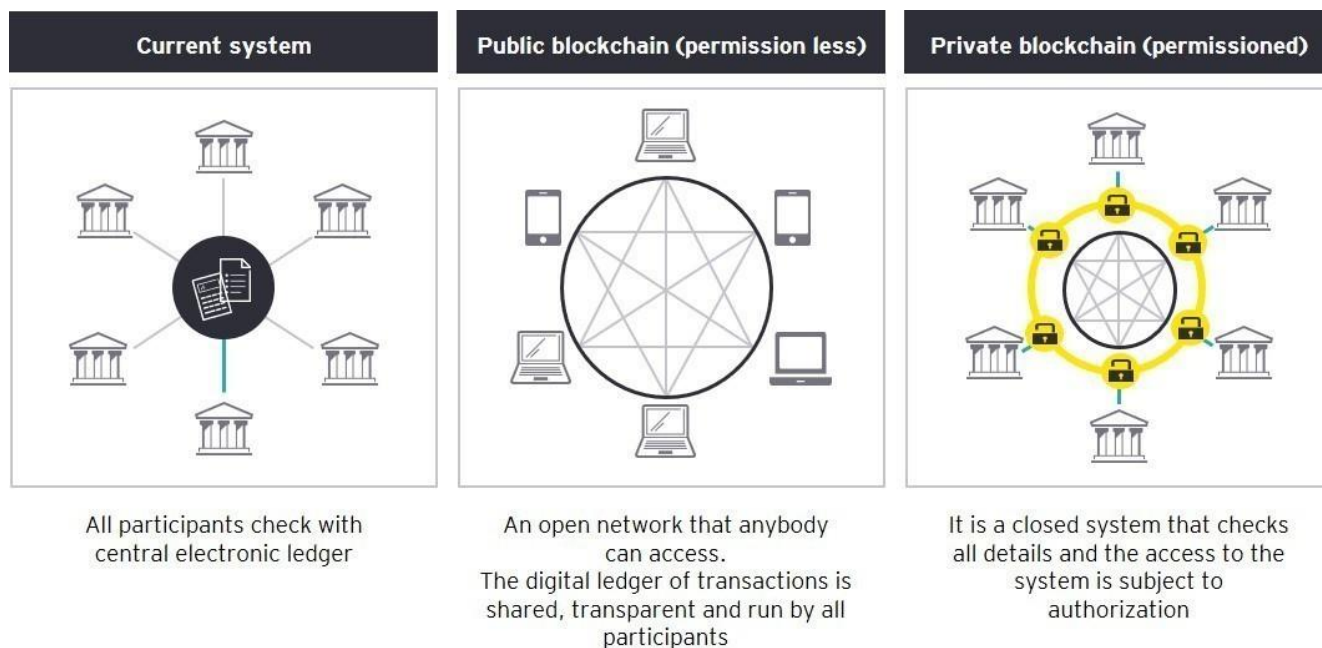 Current system
Public blockchain (permission less)
Private blockchain (permissioned)
All participants check with
central electronic ledger
An open network that anybody
can access.
The digital ledger of transactions is
shared, transparent and run by all
participants
It is a closed system that checks
all details and the access to the
system is subject to
authorization